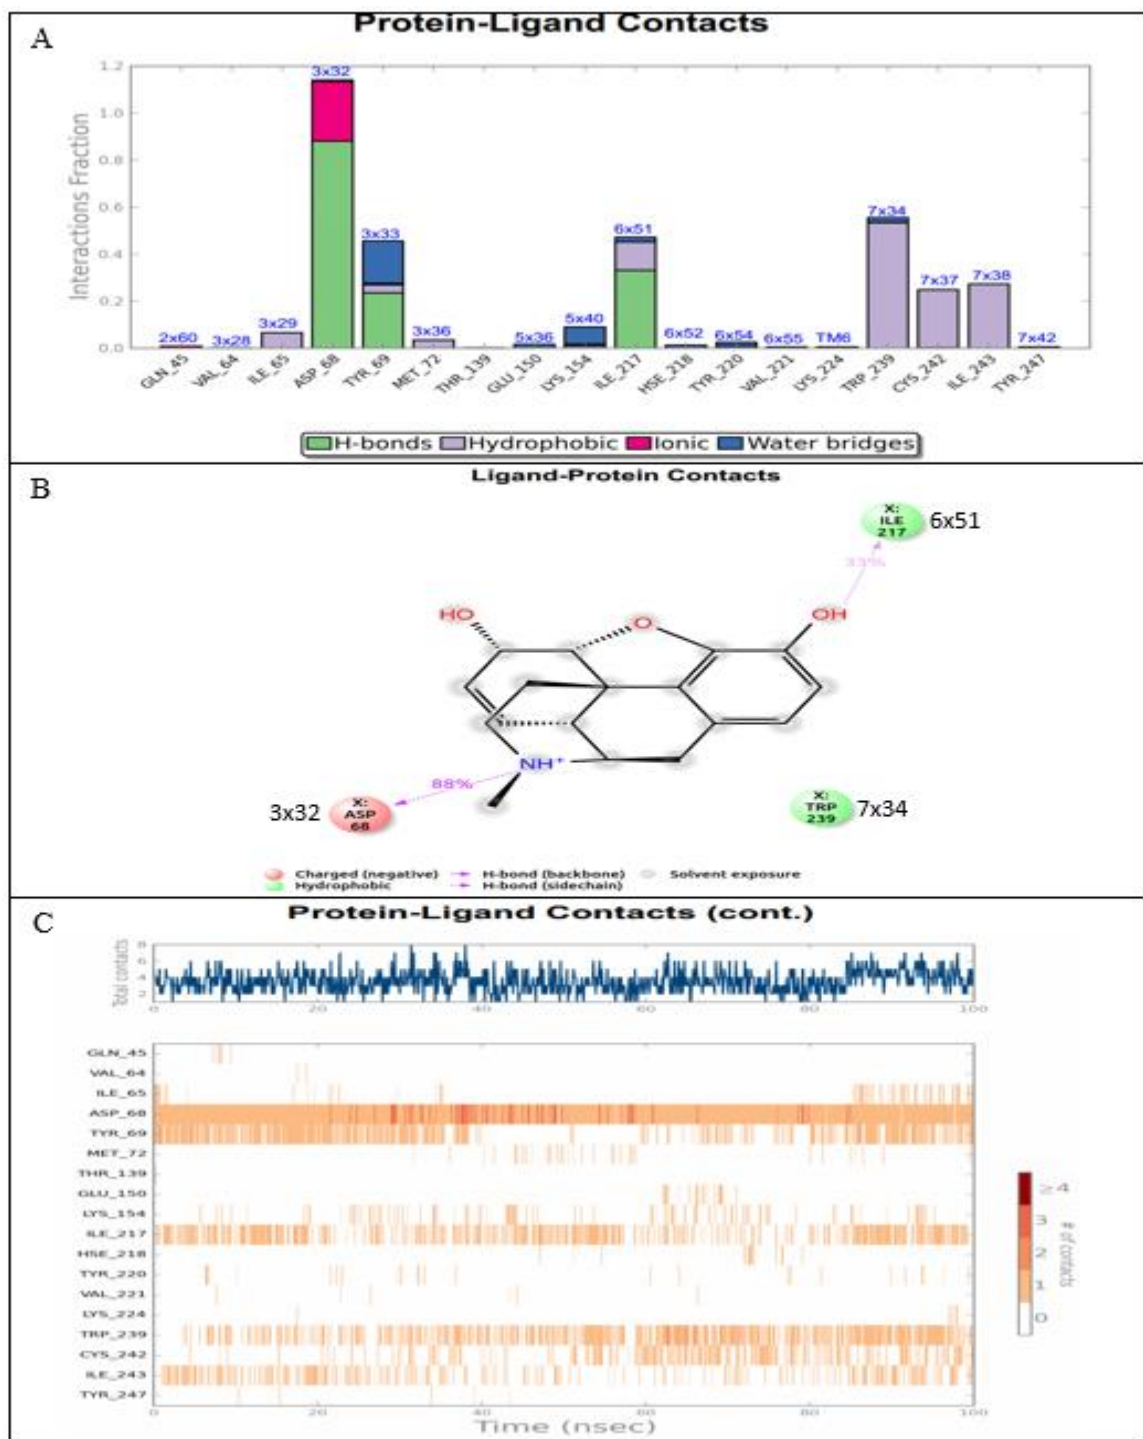 A
Protein-Ligand Contacts
Interactions Fraction
1.2
1.0
0.8
0.6
0.4
0.2
0.0
2x60
3x28
3x29
3x32
3x33
3x36
5x36
5x40
6x51
6x52
6x54
6x55
TM6
7x34
7x37
7x38
7x42
GLN_45
VAL_64
ILE_65
ASP_68
TYR_69
MET_72
THR_139
GLU_150
LYS_154
ILE_217
HSE_218
TYR_220
VAL_221
LYS_224
TRP_239
CYS_242
ILE_243
TYR_247
H-bonds Hydrophobic Ionic Water bridges
B
Ligand-Protein Contacts
X:
ILE
217
6x51
33%
HO
O
OH
NH+
88%
3x32
X:
ASP
68
X:
TRP
239
7x34
Charged (negative) H-bond (backbone) Solvent exposure
Hydrophobic H-bond (sidechain)
C
Protein-Ligand Contacts (cont.)
Total contacts
8
6
4
2
0 20 40 60 80 100
GLN_45
VAL_64
ILE_65
ASP_68
TYR_69
MET_72
THR_139
GLU_150
LYS_154
ILE_217
HSE_218
TYR_220
VAL_221
LYS_224
TRP_239
CYS_242
ILE_243
TYR_247
0 20 40 60 80 100
Time (nsec)
≥4
3
2
1
0
# of contacts